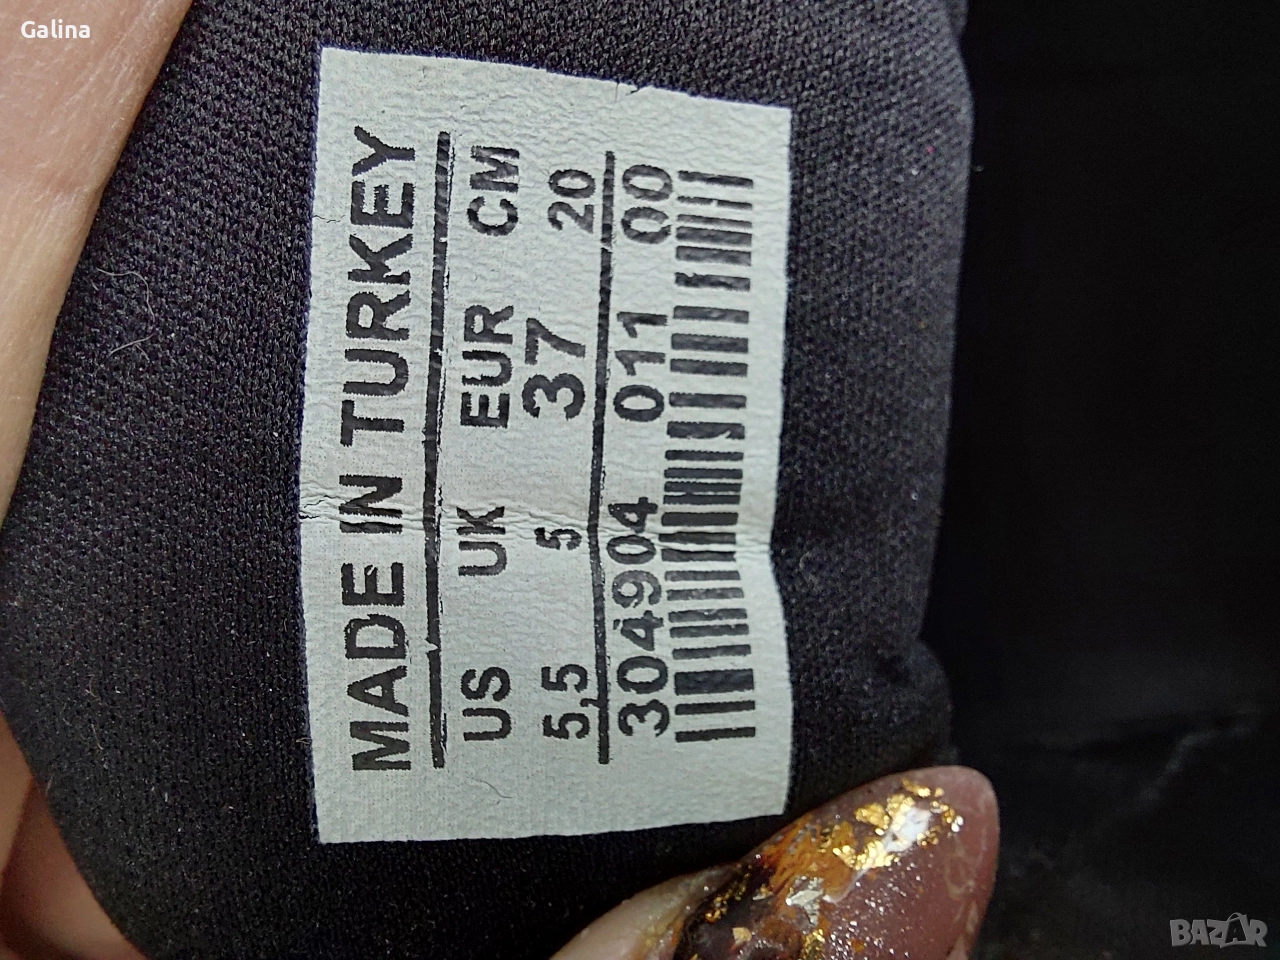 Galina
MADE IN TURKEY
US UK EUR CM
5,5 5 37 20
304904 011 00
BAZAR